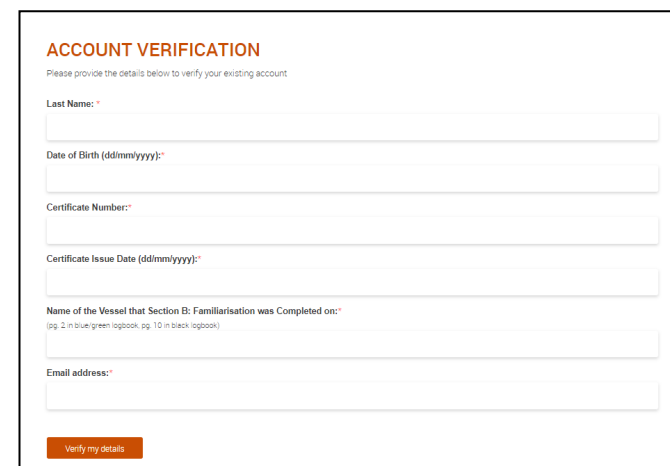 ACCOUNT VERIFICATION
Please provide the details below to verify your existing account
Last Name: *
Date of Birth (dd/mm/yyyy):*
Certificate Number:*
Certificate Issue Date (dd/mm/yyyy):*
Name of the Vessel that Section B: Familiarisation was Completed on:*
(pg. 2 in blue/green logbook, pg. 10 in black logbook)
Email address:*
Verify my details